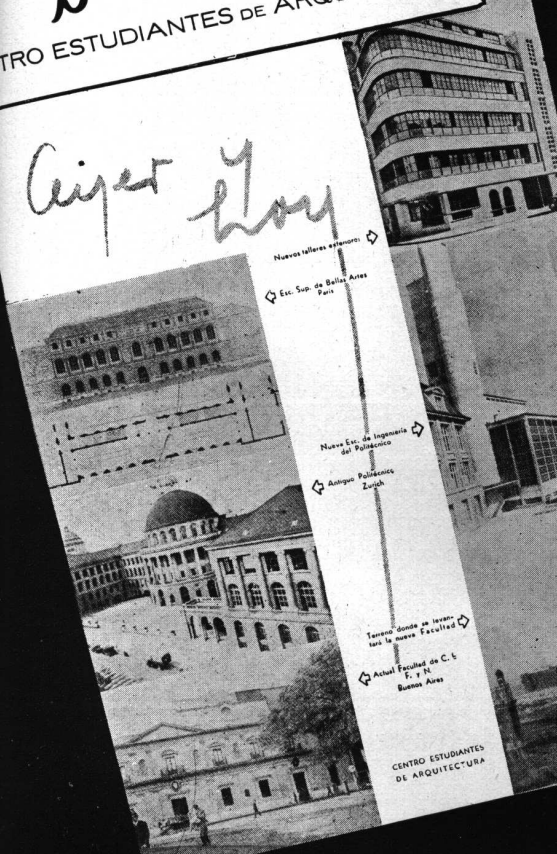 TRO ESTUDIANTES DE
Ayer y
hoy
Nuevos talleres exteriores
Esc. Sup. de Bellas Artes
Paris
Nueva Esc. de Ingeniería
del Politécnico
Antiguo Politécnico
Zurich
Terreno donde se levan-
tará la nueva Facultad
Actual Facultad de C. E.
F. y N.
Buenos Aires
CENTRO ESTUDIANTES
DE ARQUITECTURA